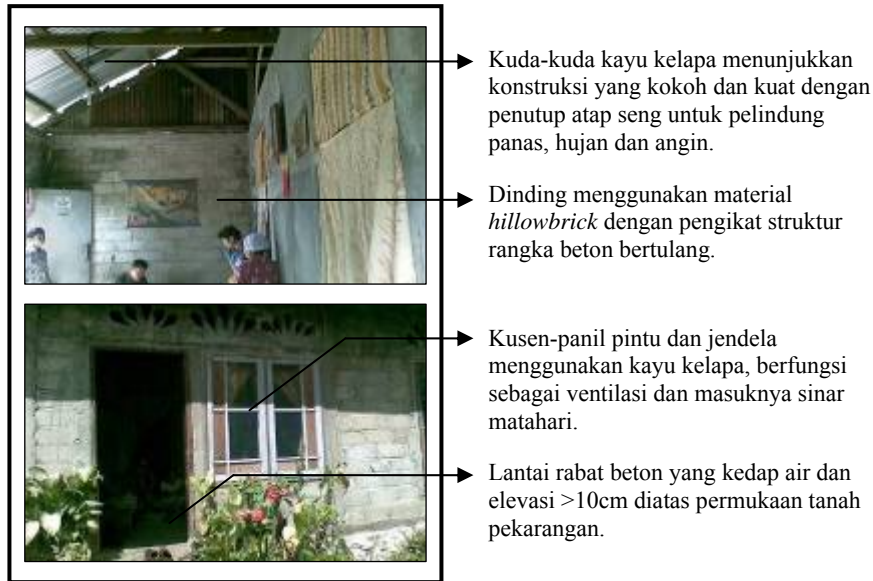 Kuda-kuda kayu kelapa menunjukkan
konstruksi yang kokoh dan kuat dengan
penutup atap seng untuk pelindung
panas, hujan dan angin.
Dinding menggunakan material
hillowbrick dengan pengikat struktur
rangka beton bertulang.
Kusen-panil pintu dan jendela
menggunakan kayu kelapa, berfungsi
sebagai ventilasi dan masuknya sinar
matahari.
Lantai rabat beton yang kedap air dan
elevasi >10cm diatas permukaan tanah
pekarangan.